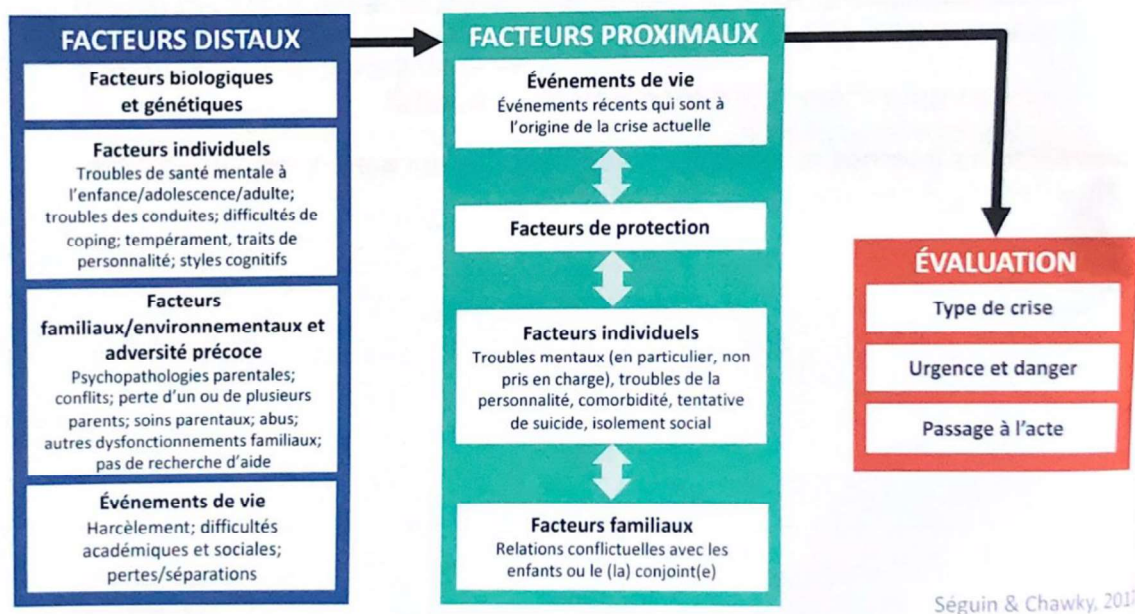 FACTEURS DISTAUX
Facteurs biologiques
et génétiques
Facteurs individuels
Troubles de santé mentale à
l'enfance/adolescence/adulte;
troubles des conduites; difficultés de
coping; tempérament, traits de
personnalité; styles cognitifs
Facteurs
familiaux/environnementaux et
adversité précoce
Psychopathologies parentales;
conflits; perte d'un ou de plusieurs
parents; soins parentaux; abus;
autres dysfonctionnements familiaux;
pas de recherche d'aide
Événements de vie
Harcèlement; difficultés
académiques et sociales;
pertes/séparations
FACTEURS PROXIMAUX
Événements de vie
Événements récents qui sont à
l'origine de la crise actuelle
Facteurs de protection
Facteurs individuels
Troubles mentaux (en particulier, non
pris en charge), troubles de la
personnalité, comorbidité, tentative
de suicide, isolement social
Facteurs familiaux
Relations conflictuelles avec les
enfants ou le (la) conjoint(e)
ÉVALUATION
Type de crise
Urgence et danger
Passage à l'acte
Séguin & Chawky,